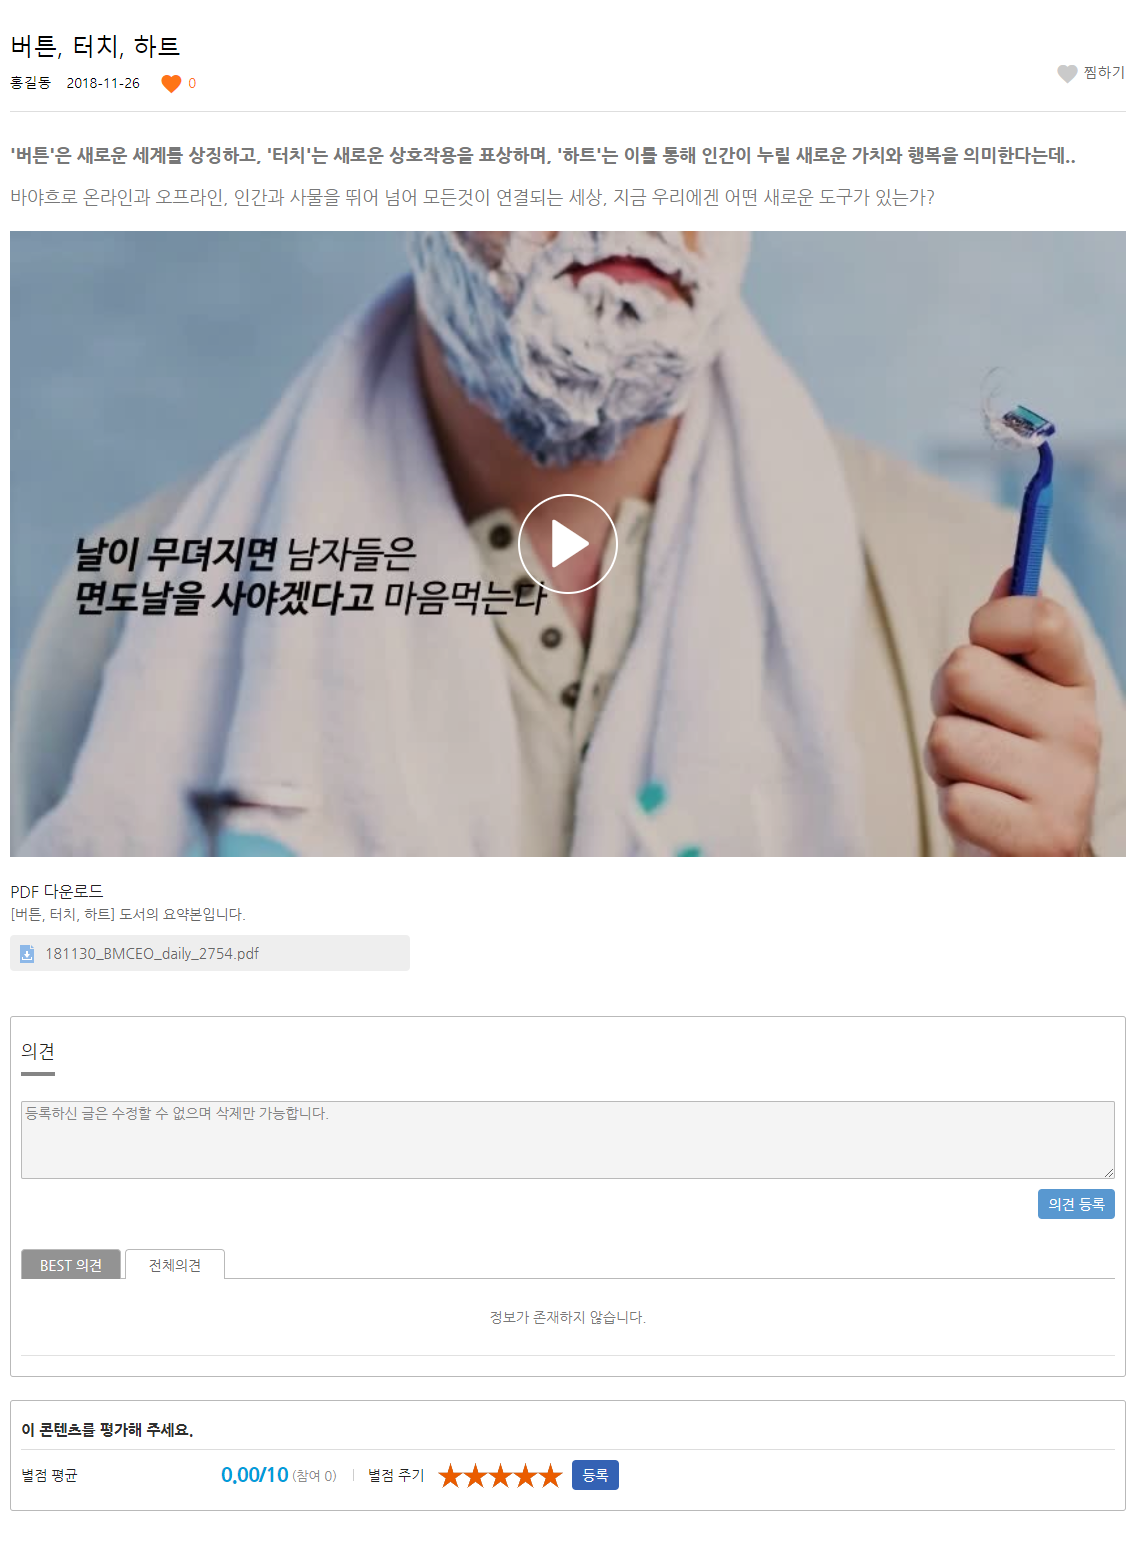 버튼, 터치, 하트
홍길동 2018-11-26 0
찜하기
'버튼'은 새로운 세계를 상징하고, '터치'는 새로운 상호작용을 표상하며, '하트'는 이를 통해 인간이 누릴 새로운 가치와 행복을 의미한다는데..
바야흐로 온라인과 오프라인, 인간과 사물을 뛰어 넘어 모든것이 연결되는 세상, 지금 우리에겐 어떤 새로운 도구가 있는가?
날이 무뎌지면 남자들은
면도날을 사야겠다고 마음먹는다
PDF 다운로드
[버튼, 터치, 하트] 도서의 요약본입니다.
181130_BMCEO_daily_2754.pdf
의견
등록하신 글은 수정할 수 없으며 삭제만 가능합니다.
의견 등록
BEST 의견 전체의견
정보가 존재하지 않습니다.
이 콘텐츠를 평가해 주세요.
별점 평균 0.00/10 (참여 0) 별점 주기 ★★★★★ 등록